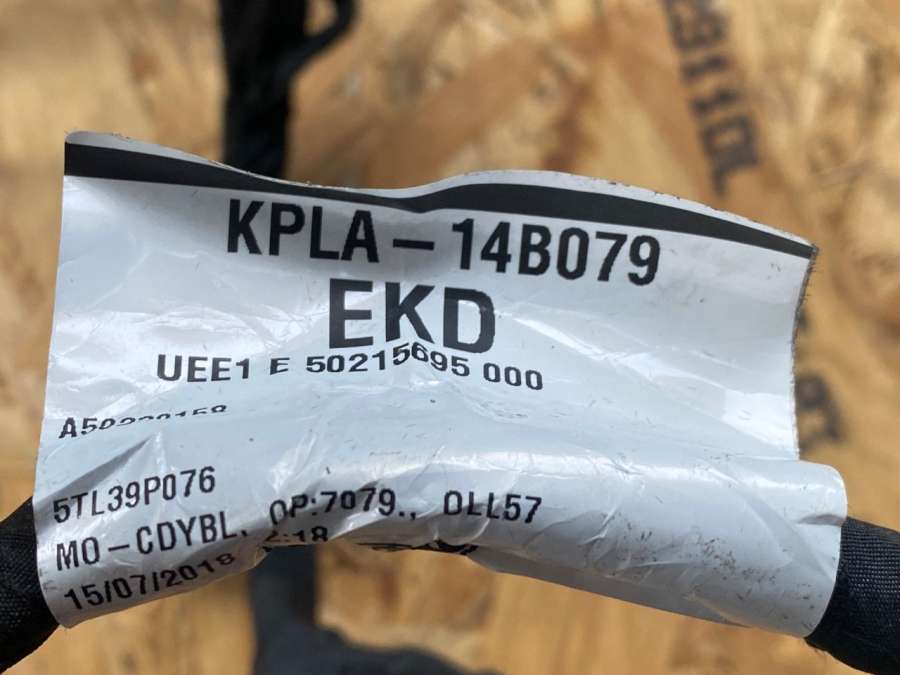 KPLA-14B079
EKD
UEE1 E 50215695 000
5TL39P076
MO-CDYBL, OP:7079., OLL57
15/07/2018